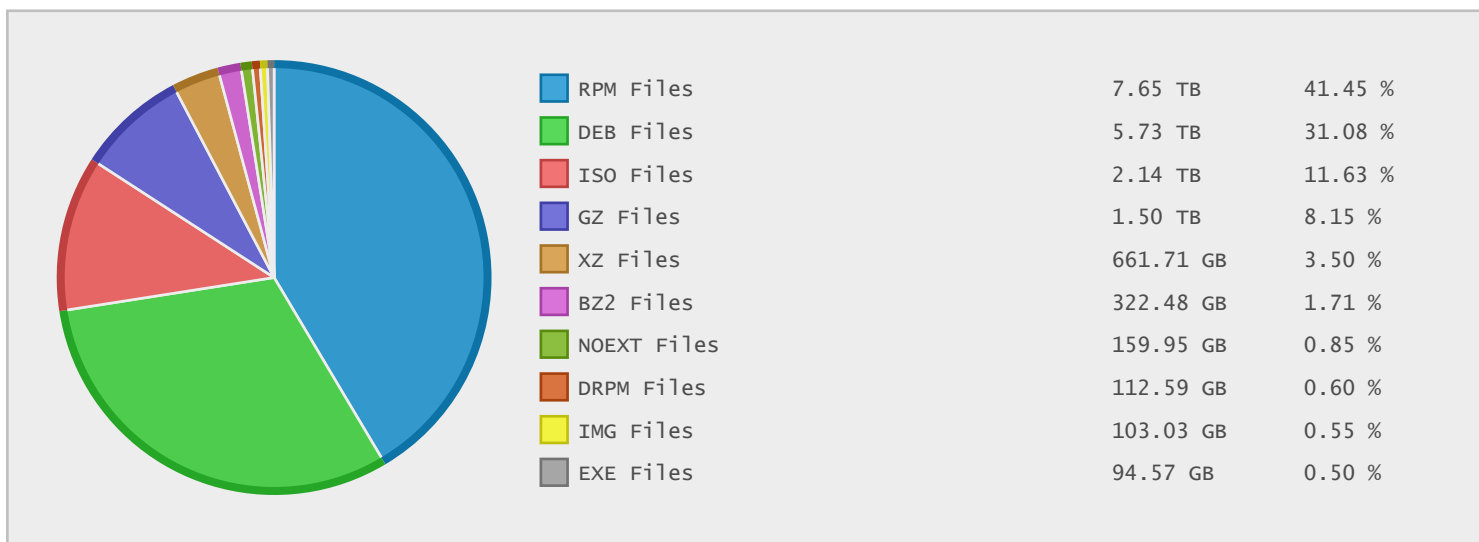 RPM Files 7.65 TB 41.45 %
DEB Files 5.73 TB 31.08 %
ISO Files 2.14 TB 11.63 %
GZ Files 1.50 TB 8.15 %
XZ Files 661.71 GB 3.50 %
BZ2 Files 322.48 GB 1.71 %
NOEXT Files 159.95 GB 0.85 %
DRPM Files 112.59 GB 0.60 %
IMG Files 103.03 GB 0.55 %
EXE Files 94.57 GB 0.50 %